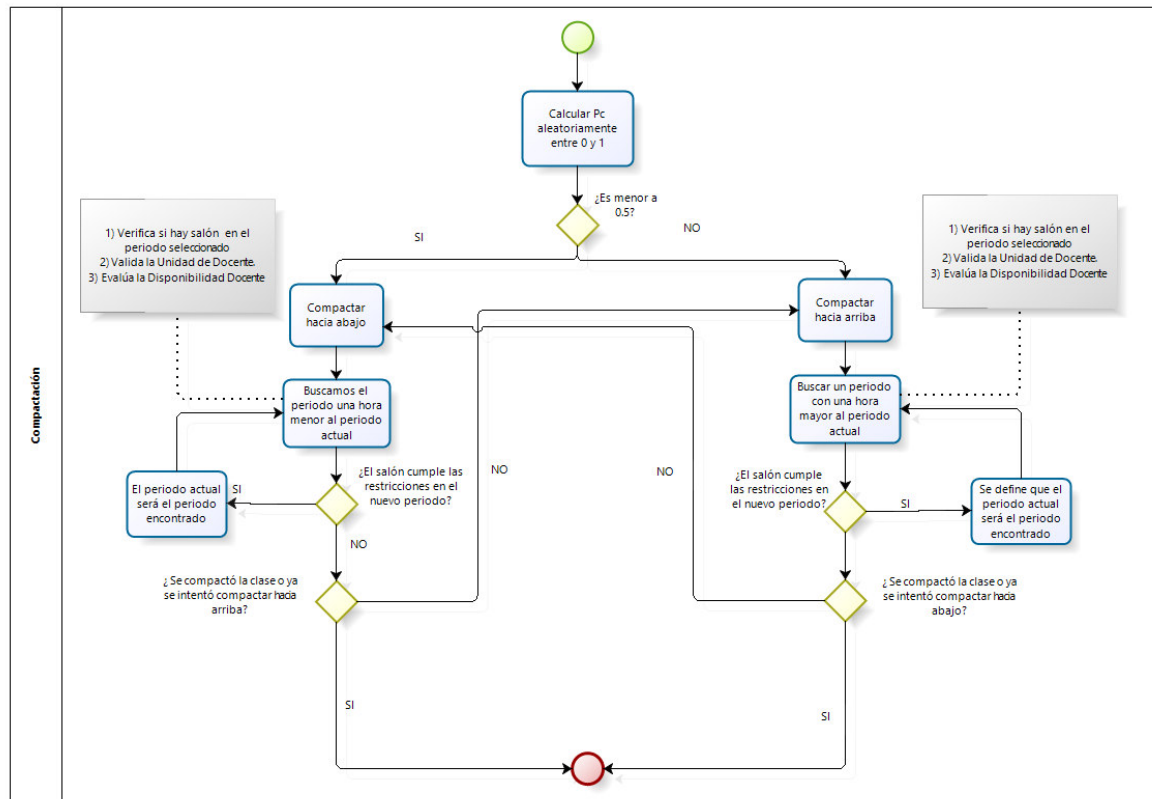 Compactación
Calcular Pc
aleatoriamente
entre 0 y 1
¿Es menor a
0.5?
SI
NO
1) Verifica si hay salón en el
periodo seleccionado
2) Valida la Unidad de Docente.
3) Evalúa la Disponibilidad Docente
1) Verifica si hay salón en el
periodo seleccionado
2) Valida la Unidad de Docente.
3) Evalúa la Disponibilidad Docente
Compactar
hacia abajo
Compactar
hacia arriba
Buscamos el
periodo una hora
menor al periodo
actual
Buscar un periodo
con una hora
mayor al periodo
actual
¿El salón cumple las
restricciones en el
nuevo periodo?
NO
NO
¿El salón cumple
las restricciones en
el nuevo periodo?
El periodo actual
será el periodo
encontrado
SI
SI
Se define que el
periodo actual
será el periodo
encontrado
NO
¿Se compactó la clase o ya
se intentó compactar hacia
arriba?
¿Se compactó la clase o ya
se intentó compactar hacia
abajo?
SI
SI